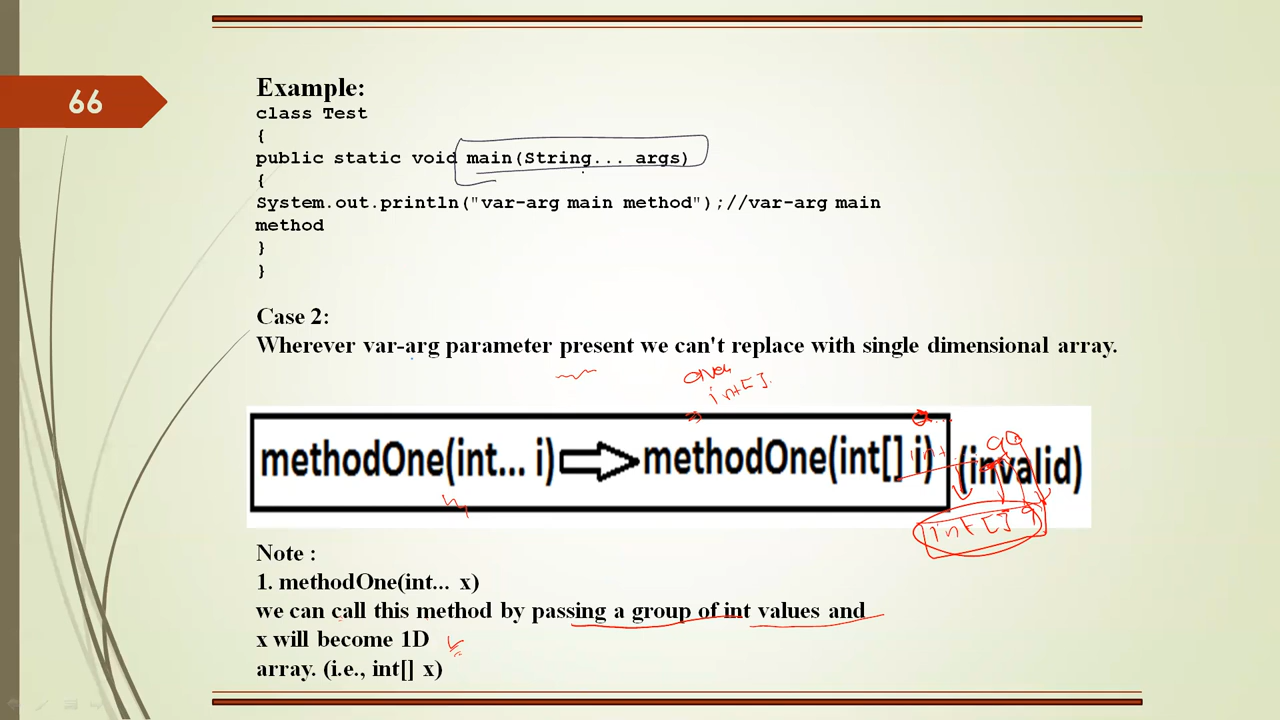 66
Example:
class Test
{
public static void main(String... args)
{
System.out.println("var-arg main method");//var-arg main
method
}
}
Case 2:
Wherever var-arg parameter present we can't replace with single dimensional array.
int[].
methodOne(int... i) methodOne(int[] i) (invalid)
int[]
Note :
1. methodOne(int... x)
we can call this method by passing a group of int values and
x will become 1D
array. (i.e., int[] x)